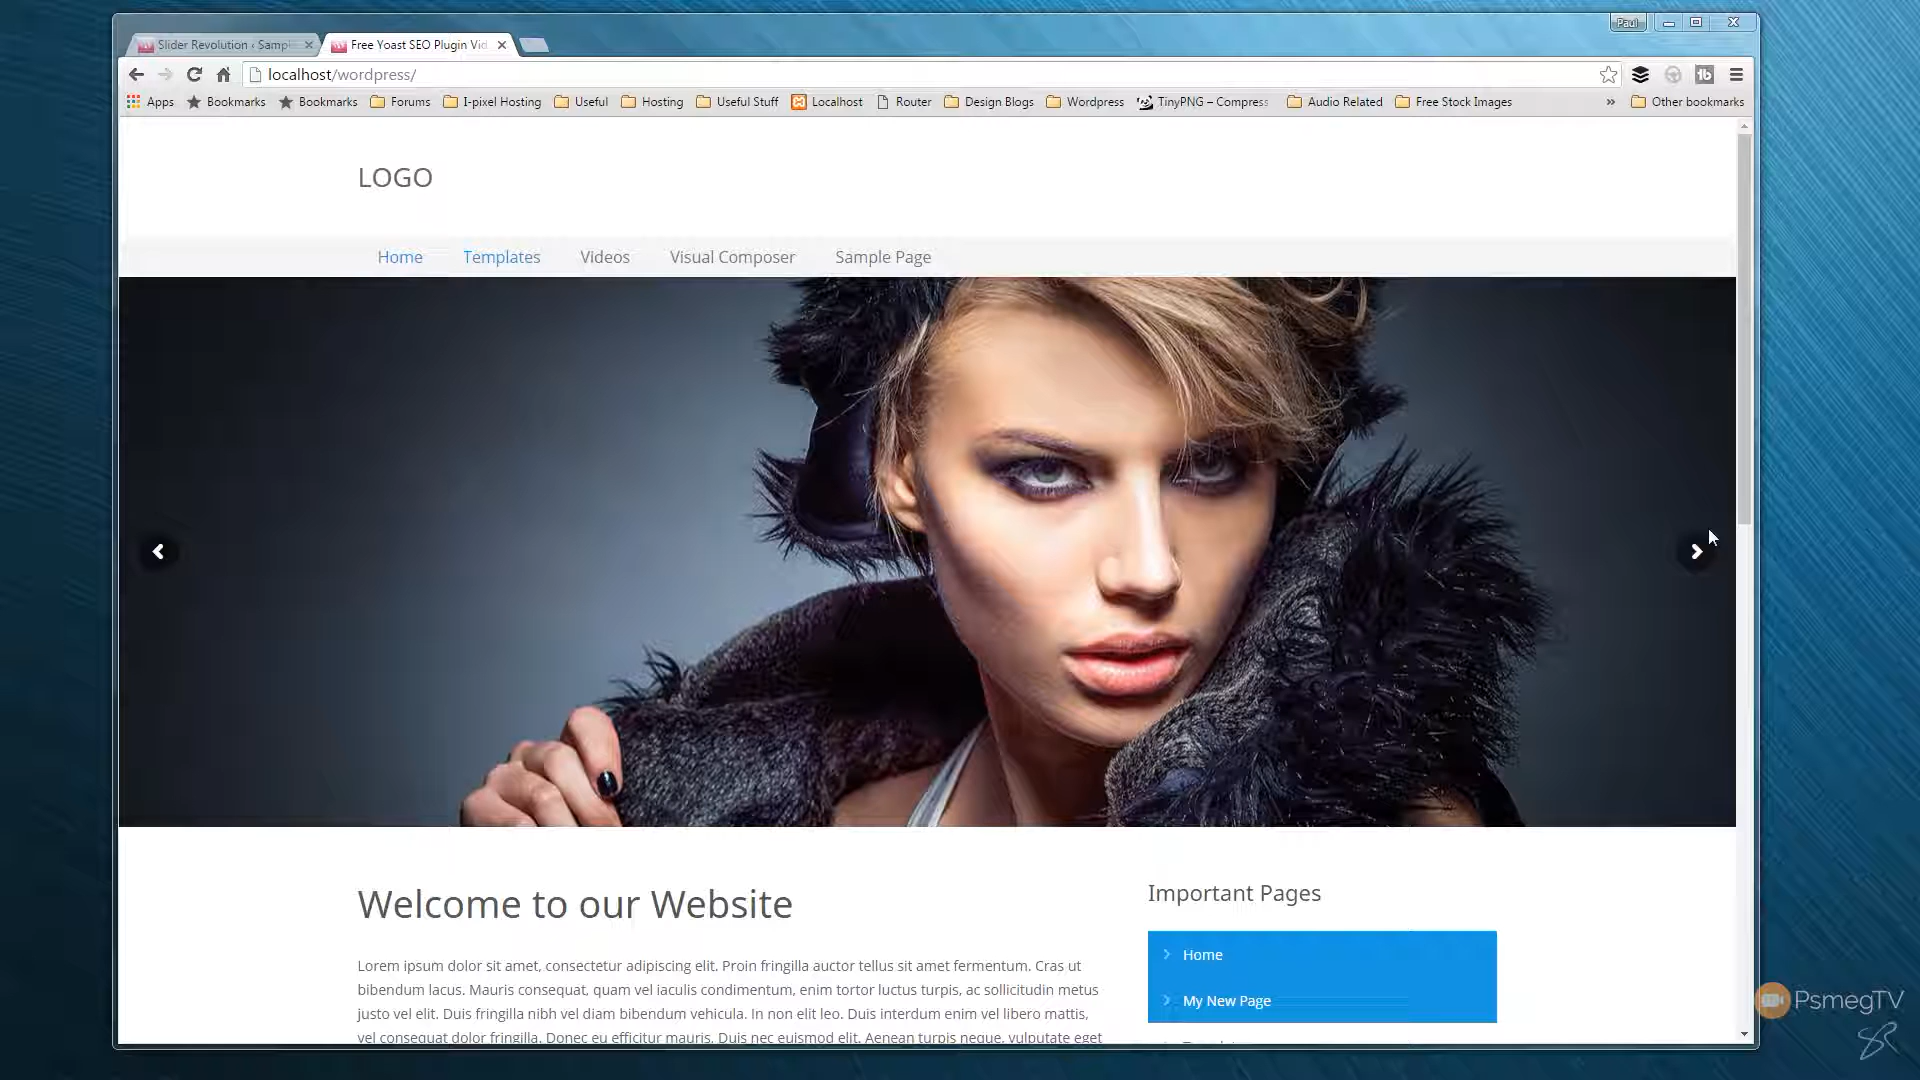 Paul
Slider Revolution ‹ Sampl
Free Yoast SEO Plugin Vid
localhost/wordpress/
Apps
Bookmarks
Bookmarks
Forums
I-pixel Hosting
Useful
Hosting
Useful Stuff
Localhost
Router
Design Blogs
Wordpress
TinyPNG – Compress
Audio Related
Free Stock Images
»
Other bookmarks
LOGO
Home
Templates
Videos
Visual Composer
Sample Page
Welcome to our Website
Important Pages
Home
My New Page
Lorem ipsum dolor sit amet, consectetur adipiscing elit. Proin fringilla auctor tellus sit amet fermentum. Cras ut
bibendum lacus. Mauris consequat, quam vel iaculis condimentum, enim tortor luctus turpis, ac sollicitudin metus
justo vel elit. Duis fringilla nibh vel diam bibendum vehicula. In non elit leo. Duis interdum enim vel libero mattis,
vel consequat dolor fringilla. Donec eu efficitur mauris. Duis nec euismod elit. Aenean turpis neque, vulputate eget
PsmegTV